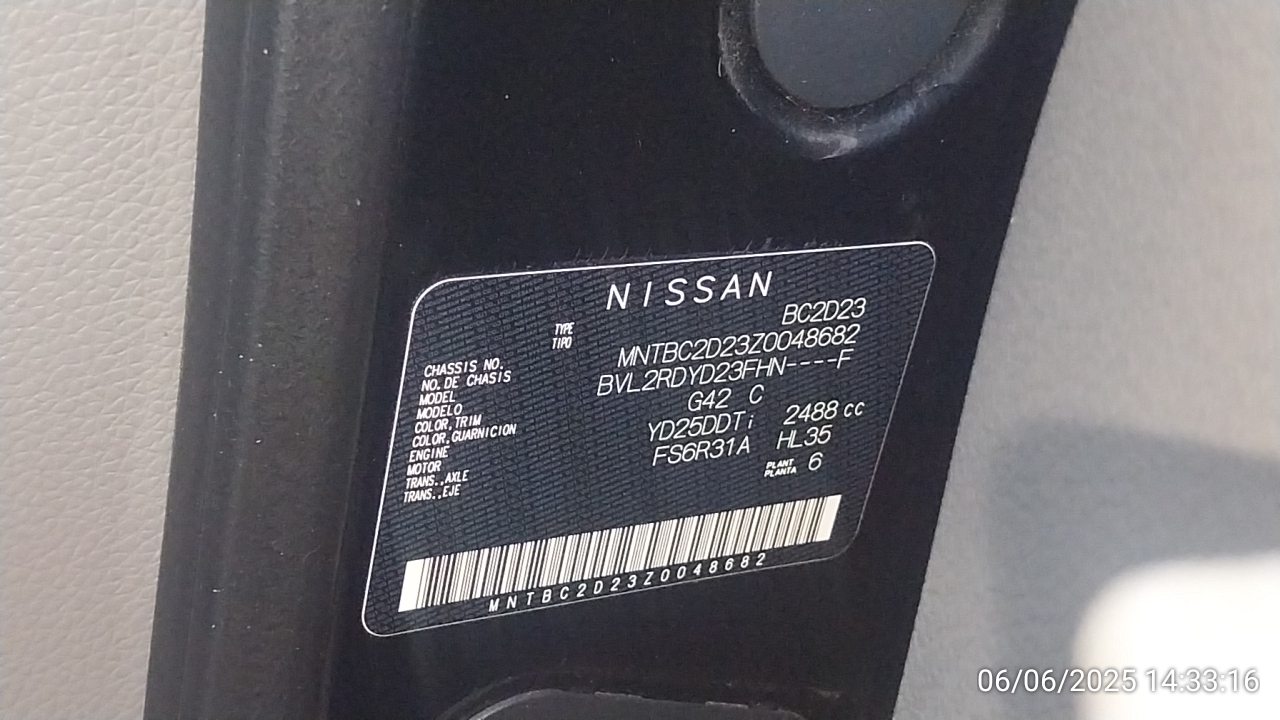 NISSAN
TYPE
TIPO
BC2D23
CHASSIS NO.
NO. DE CHASIS
MNTBC2D23Z0048682
MODEL
MODELO
BVL2RDYD23FHN----F
COLOR,TRIM
COLOR,GUARNICION
G42 C
ENGINE
MOTOR
YD25DDTi 2488 cc
TRANS.,AXLE
TRANS.,EJE
FS6R31A HL35
PLANT
PLANTA
6
MNTBC2D23Z0048682
06/06/2025 14:33:16